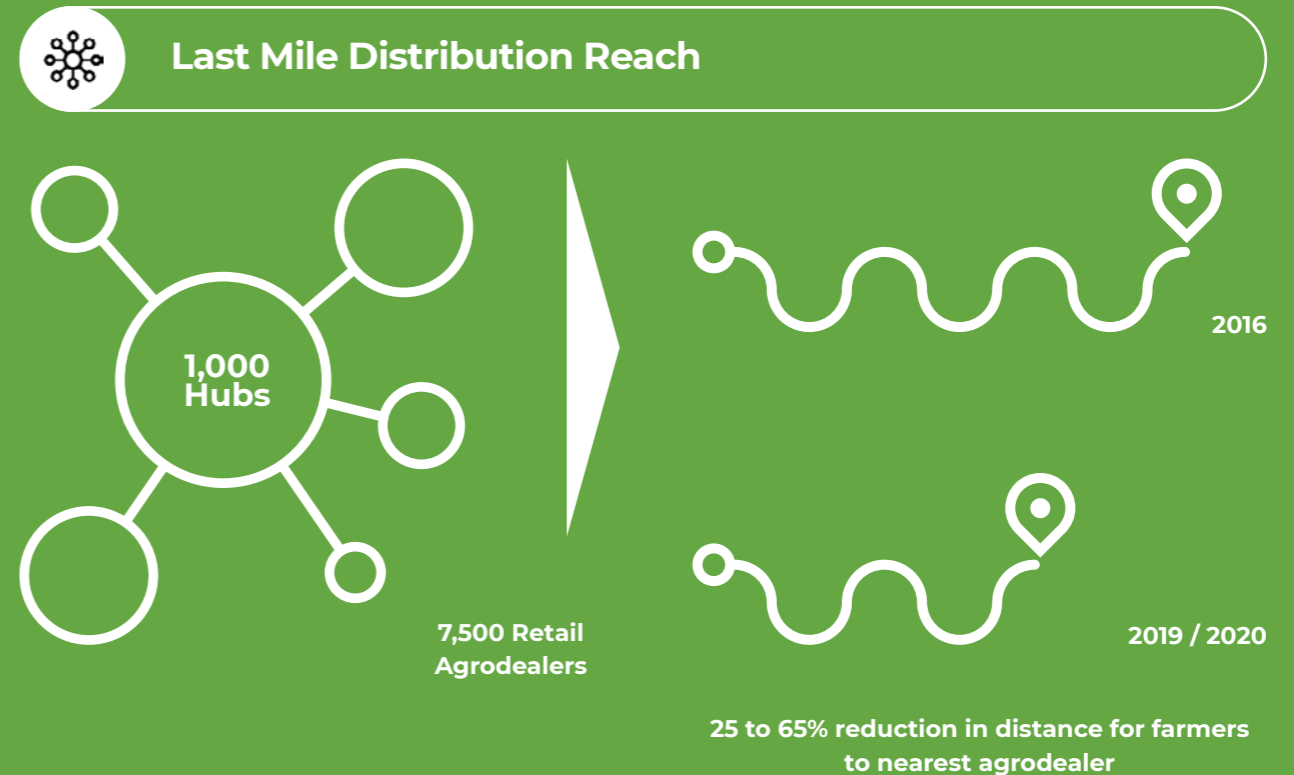 Last Mile Distribution Reach
1,000
Hubs
7,500 Retail
Agrodealers
2016
2019 / 2020
25 to 65% reduction in distance for farmers
to nearest agrodealer